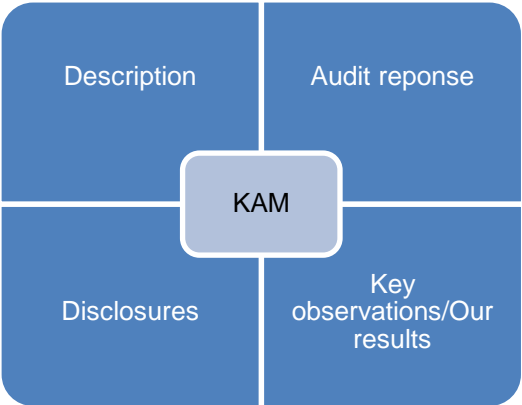 Description
Audit reponse
KAM
Disclosures
Key
observations/Our
results